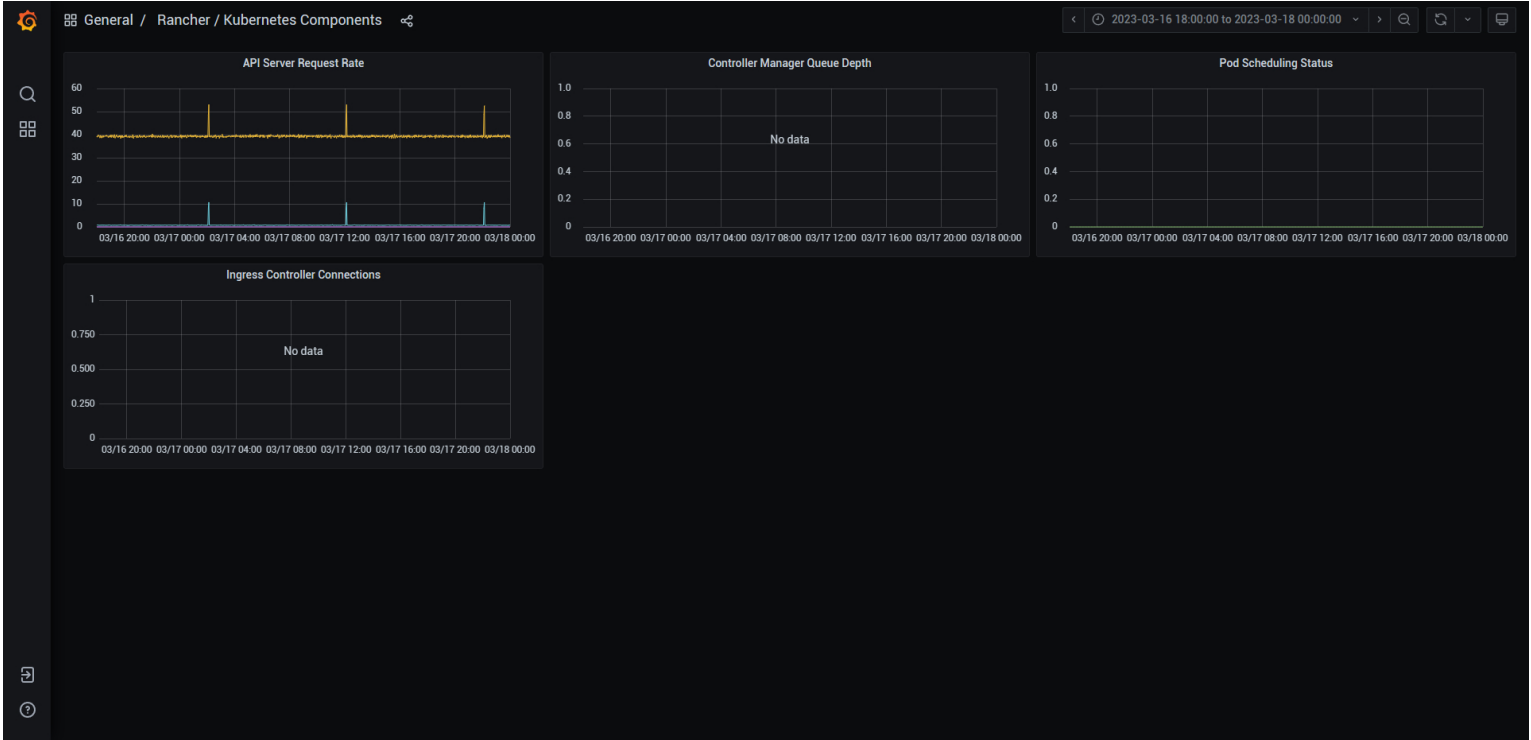 General / Rancher / Kubernetes Components
2023-03-16 18:00:00 to 2023-03-18 00:00:00
API Server Request Rate
60
50
40
30
20
10
0
03/16 20:00 03/17 00:00 03/17 04:00 03/17 08:00 03/17 12:00 03/17 16:00 03/17 20:00 03/18 00:00
Controller Manager Queue Depth
1.0
0.8
0.6
0.4
0.2
0
No data
03/16 20:00 03/17 00:00 03/17 04:00 03/17 08:00 03/17 12:00 03/17 16:00 03/17 20:00 03/18 00:00
Pod Scheduling Status
1.0
0.8
0.6
0.4
0.2
0
03/16 20:00 03/17 00:00 03/17 04:00 03/17 08:00 03/17 12:00 03/17 16:00 03/17 20:00 03/18 00:00
Ingress Controller Connections
1
0.750
0.500
0.250
0
No data
03/16 20:00 03/17 00:00 03/17 04:00 03/17 08:00 03/17 12:00 03/17 16:00 03/17 20:00 03/18 00:00